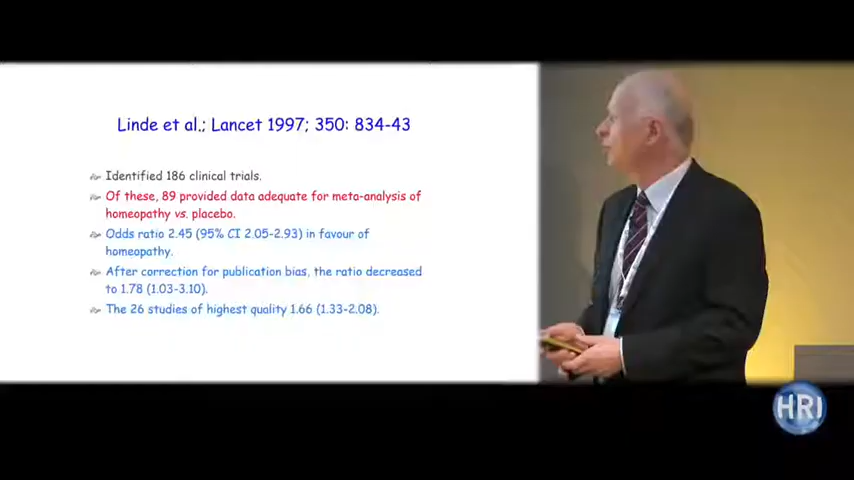 Linde et al.; Lancet 1997; 350: 834-43
Identified 186 clinical trials.
Of these, 89 provided data adequate for meta-analysis of
homeopathy vs. placebo.
Odds ratio 2.45 (95% CI 2.05-2.93) in favour of
homeopathy.
After correction for publication bias, the ratio decreased
to 1.78 (1.03-3.10).
The 26 studies of highest quality 1.66 (1.33-2.08).
HRI